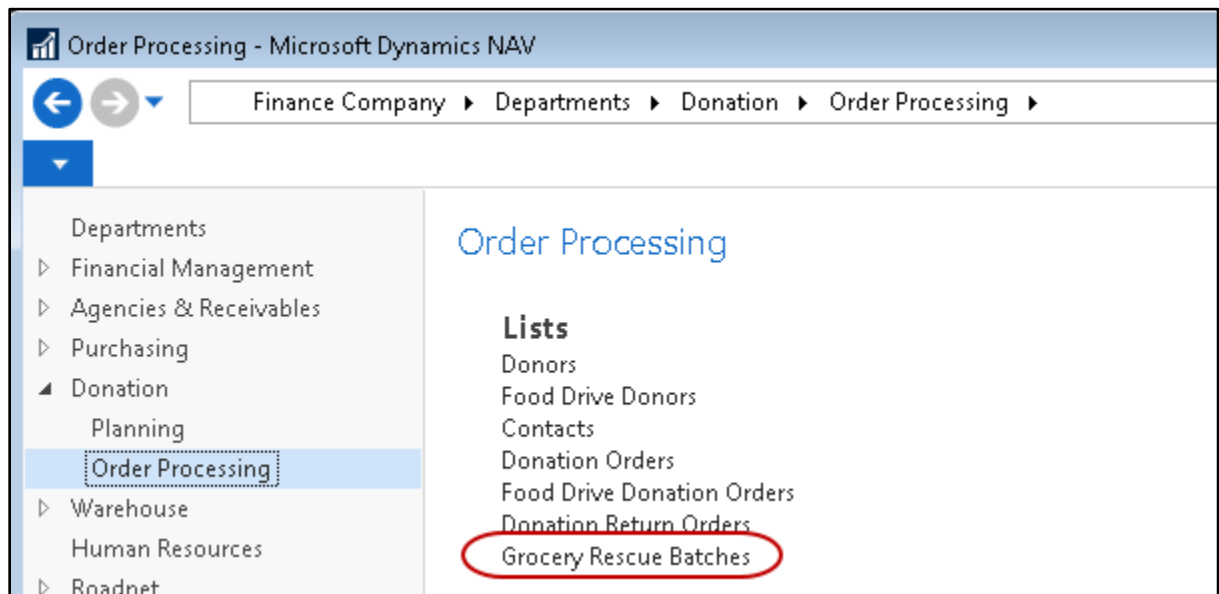 Order Processing - Microsoft Dynamics NAV
Finance Company ▸ Departments ▸ Donation ▸ Order Processing ▸
Departments
Financial Management
Agencies & Receivables
Purchasing
Donation
Planning
Order Processing
Warehouse
Human Resources
Roadnet
Order Processing
Lists
Donors
Food Drive Donors
Contacts
Donation Orders
Food Drive Donation Orders
Donation Return Orders
Grocery Rescue Batches